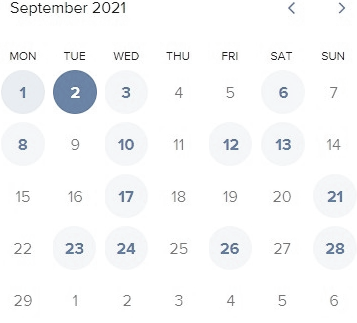 September 2021
MON TUE WED THU FRI SAT SUN
1 2 3 4 5 6 7
8 9 10 11 12 13 14
15 16 17 18 19 20 21
22 23 24 25 26 27 28
29 1 2 3 4 5 6